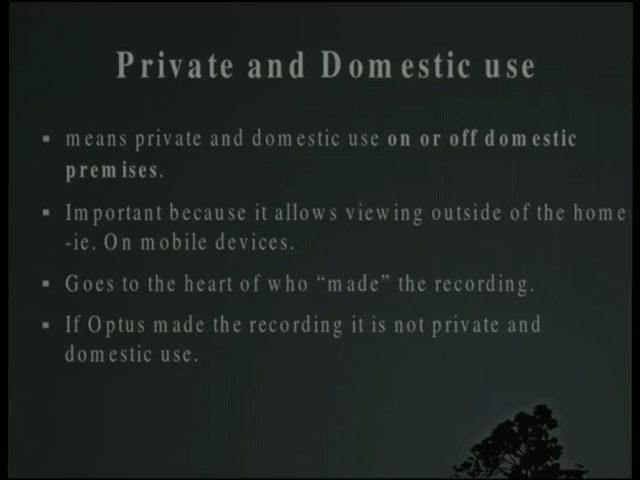 Private and Domestic use
▪ means private and domestic use on or off domestic
premises.
▪ Important because it allows viewing outside of the home
-ie. On mobile devices.
▪ Goes to the heart of who “made” the recording.
▪ If Optus made the recording it is not private and
domestic use.